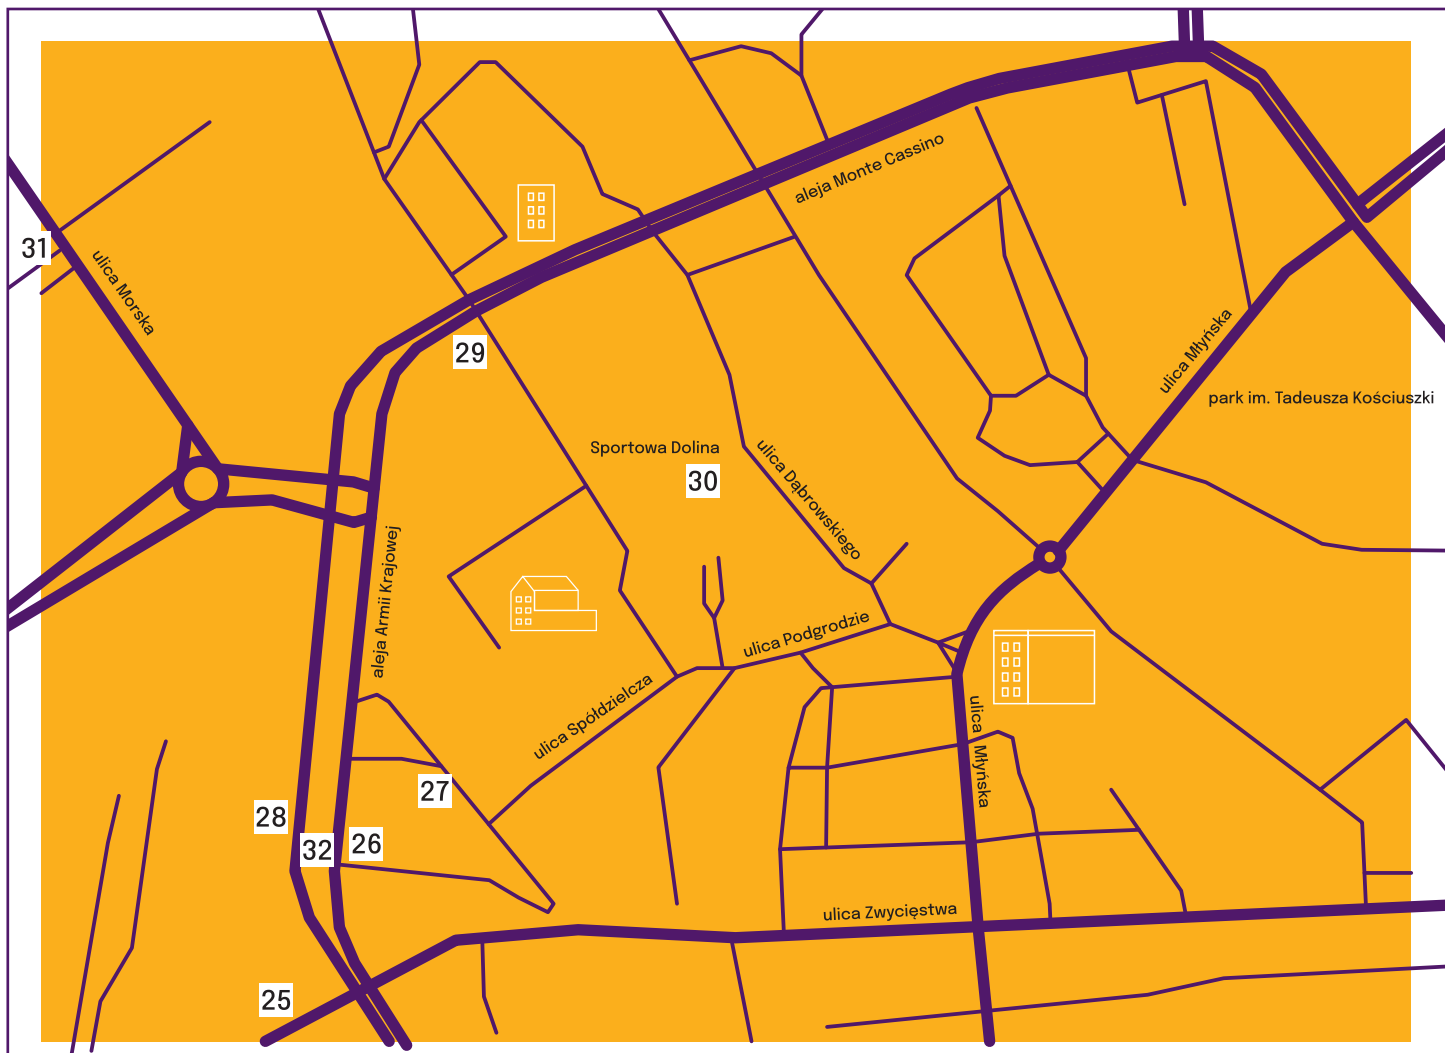 aleja Monte Cassino
31
ulica Morska
29
ulica Młyńska
park im. Tadeusza Kościuszki
Sportowa Dolina
30
ulica Dąbrowskiego
aleja Armii Krajowej
ulica Podgrodzie
ulica Spółdzielcza
ulica Młyńska
27
28
32
26
ulica Zwycięstwa
25